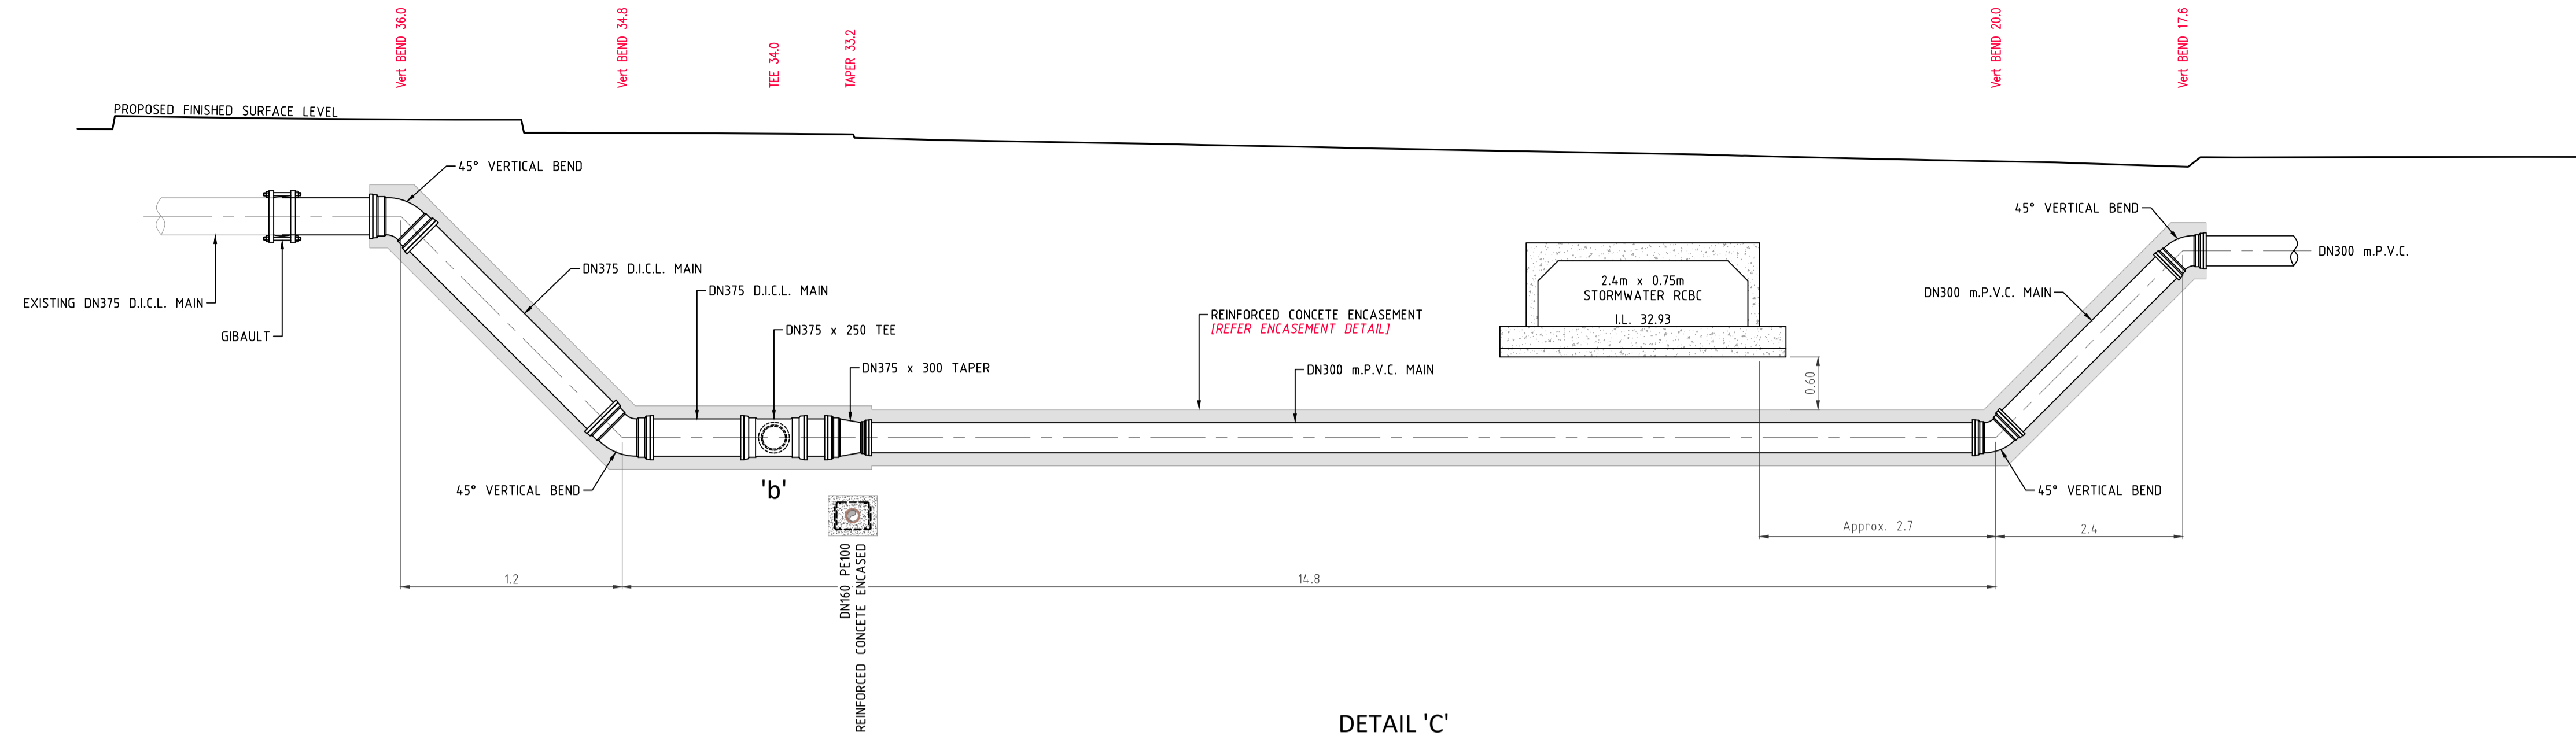 Vert BEND 36.0
Vert BEND 34.8
TEE 34.0
TAPER 33.2
Vert BEND 20.0
Vert BEND 17.6
PROPOSED FINISHED SURFACE LEVEL
45° VERTICAL BEND
45° VERTICAL BEND
DN300 m.P.V.C.
DN375 D.I.C.L. MAIN
DN375 D.I.C.L. MAIN
EXISTING DN375 D.I.C.L. MAIN
GIBAULT
DN375 x 250 TEE
DN375 x 300 TAPER
REINFORCED CONCETE ENCASEMENT
[REFER ENCASEMENT DETAIL]
DN300 m.P.V.C. MAIN
2.4m x 0.75m
STORMWATER RCBC
I.L. 32.93
0.60
DN300 m.P.V.C. MAIN
45° VERTICAL BEND
'b'
45° VERTICAL BEND
DN160 PE100
REINFORCED CONCETE ENCASED
Approx. 2.7
2.4
1.2
14.8
DETAIL 'C'